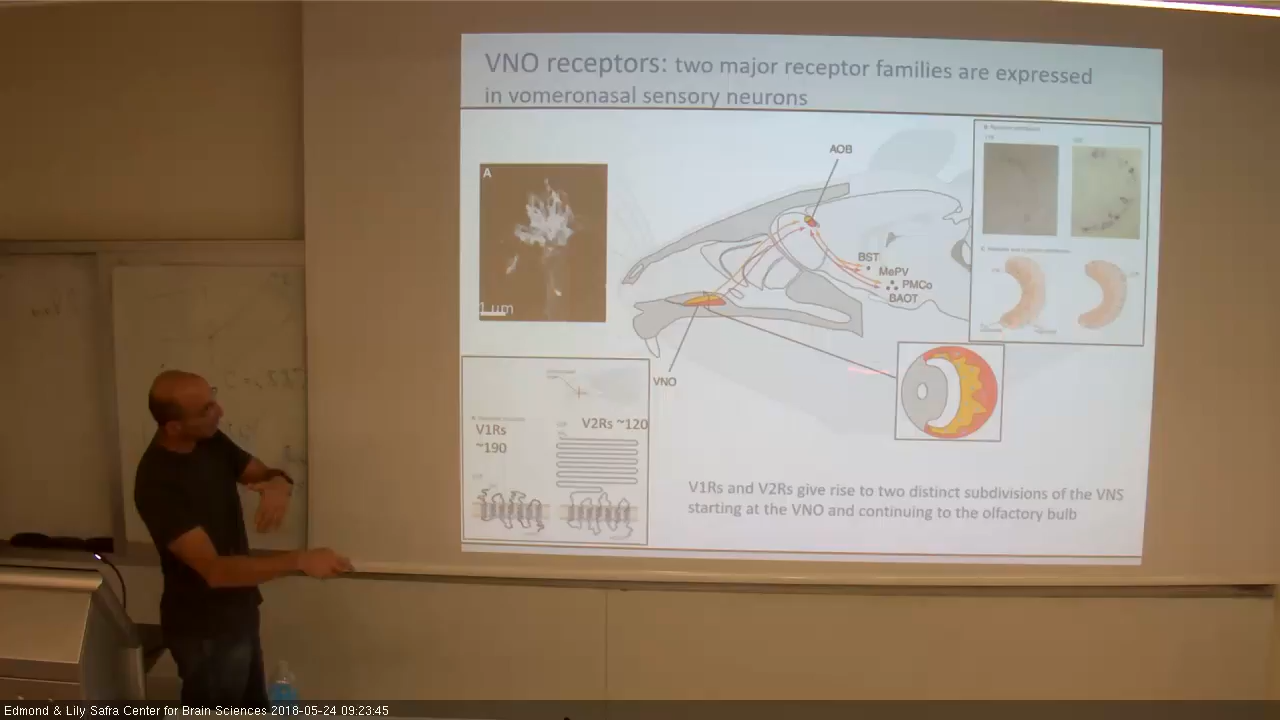 VNO receptors: two major receptor families are expressed
in vomeronasal sensory neurons
AOB
A
BST
MePV
PMCo
BAOT
1 µm
VNO
V1Rs
~190
V2Rs ~120
V1Rs and V2Rs give rise to two distinct subdivisions of the VNS
starting at the VNO and continuing to the olfactory bulb
Edmond & Lily Safra Center for Brain Sciences 2018-05-24 09:23:45